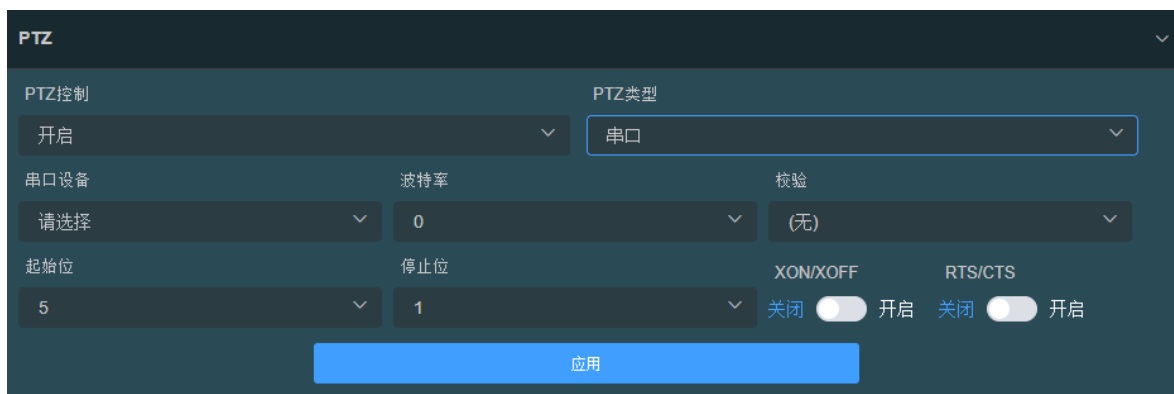 PTZ
PTZ控制 PTZ类型
开启 串口
串口设备 波特率 校验
请选择 0 (无)
起始位 停止位 XON/XOFF RTS/CTS
5 1 关闭 开启 关闭 开启
应用